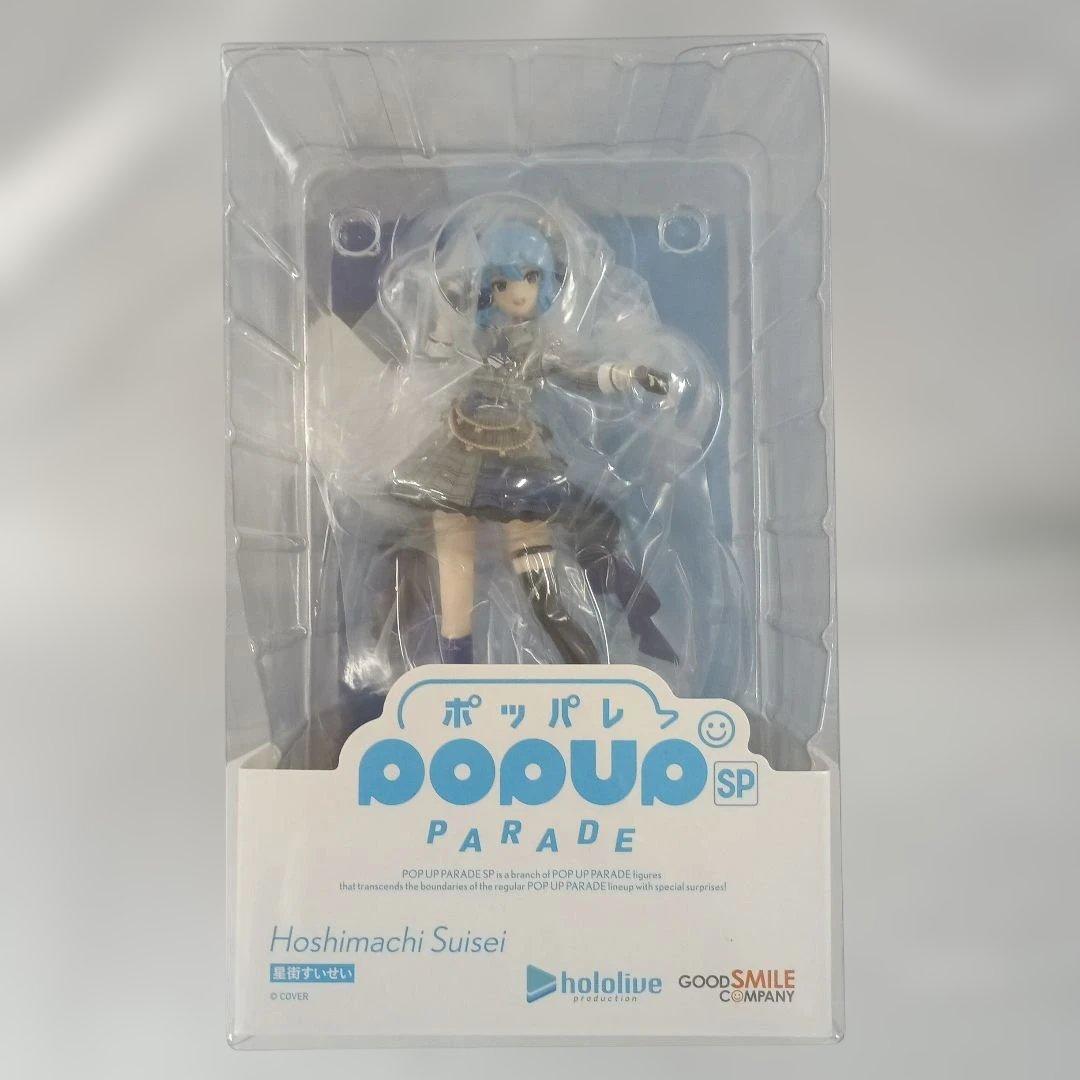 ポッパレ
POPUP
SP
PARADE
POP UP PARADE SP is a branch of POP UP PARADE figures
that transcends the boundaries of the regular POP UP PARADE lineup with special surprises!
Hoshimachi Suisei
星街すいせい
© COVER
hololive
production
GOOD SMILE
COMPANY